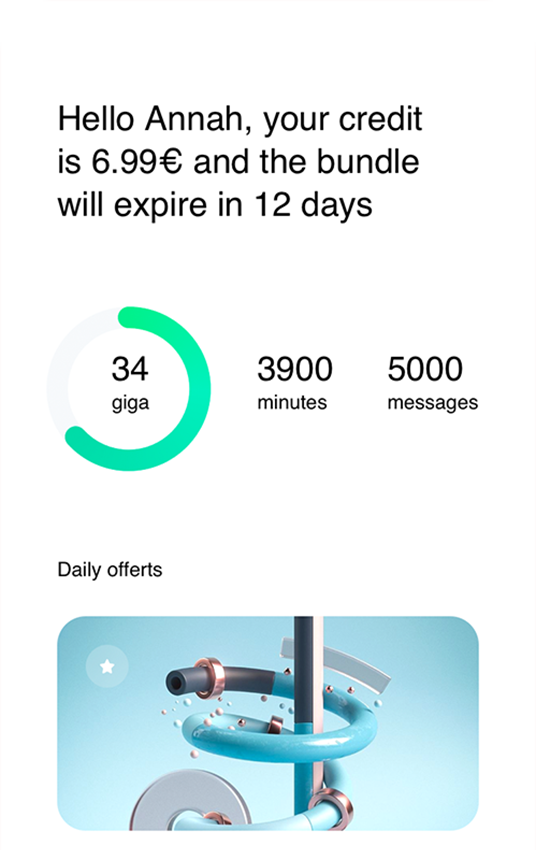 Hello Annah, your credit
is 6.99€ and the bundle
will expire in 12 days
34
giga
3900
minutes
5000
messages
Daily offerts